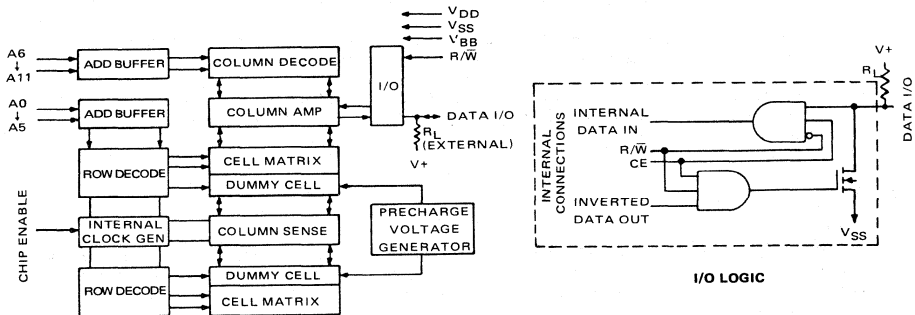 VDD
VSS
V'BB
R/W̅
A6
↓
A11
ADD BUFFER
COLUMN DECODE
I/O
A0
↓
A5
ADD BUFFER
COLUMN AMP
DATA I/O
RL
(EXTERNAL)
V+
ROW DECODE
CELL MATRIX
DUMMY CELL
CHIP ENABLE
INTERNAL
CLOCK GEN
COLUMN SENSE
PRECHARGE
VOLTAGE
GENERATOR
ROW DECODE
DUMMY CELL
CELL MATRIX
V+
RL
DATA I/O
INTERNAL
CONNECTIONS
INTERNAL
DATA IN
R/W̅
CE
INVERTED
DATA OUT
VSS
I/O LOGIC